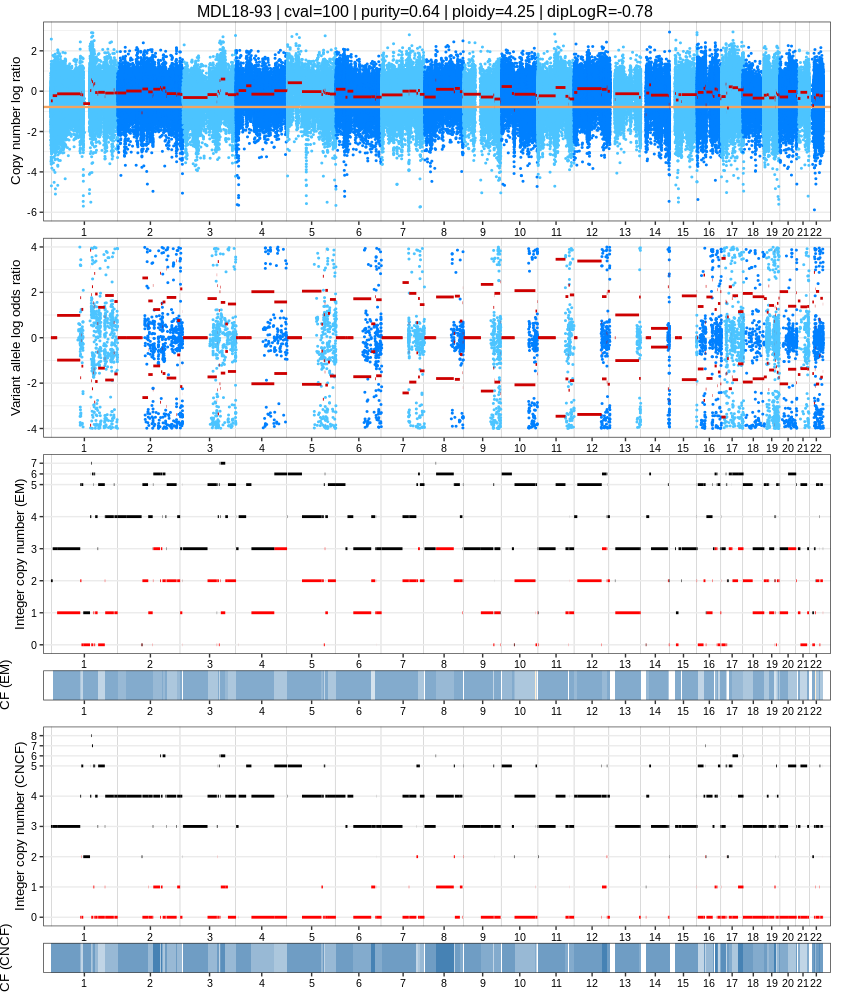 MDL18-93 | cval=100 | purity=0.64 | ploidy=4.25 | dipLogR=-0.78
Copy number log ratio
2
0
-2
-4
-6
1 2 3 4 5 6 7 8 9 10 11 12 13 14 15 16 17 18 19 20 21 22
Variant allele log odds ratio
4
2
0
-2
-4
1 2 3 4 5 6 7 8 9 10 11 12 13 14 15 16 17 18 19 20 21 22
Integer copy number (EM)
7
6
5
4
3
2
1
0
1 2 3 4 5 6 7 8 9 10 11 12 13 14 15 16 17 18 19 20 21 22
CF (EM)
1 2 3 4 5 6 7 8 9 10 11 12 13 14 15 16 17 18 19 20 21 22
Integer copy number (CNCF)
8
7
6
5
4
3
2
1
0
1 2 3 4 5 6 7 8 9 10 11 12 13 14 15 16 17 18 19 20 21 22
CF (CNCF)
1 2 3 4 5 6 7 8 9 10 11 12 13 14 15 16 17 18 19 20 21 22